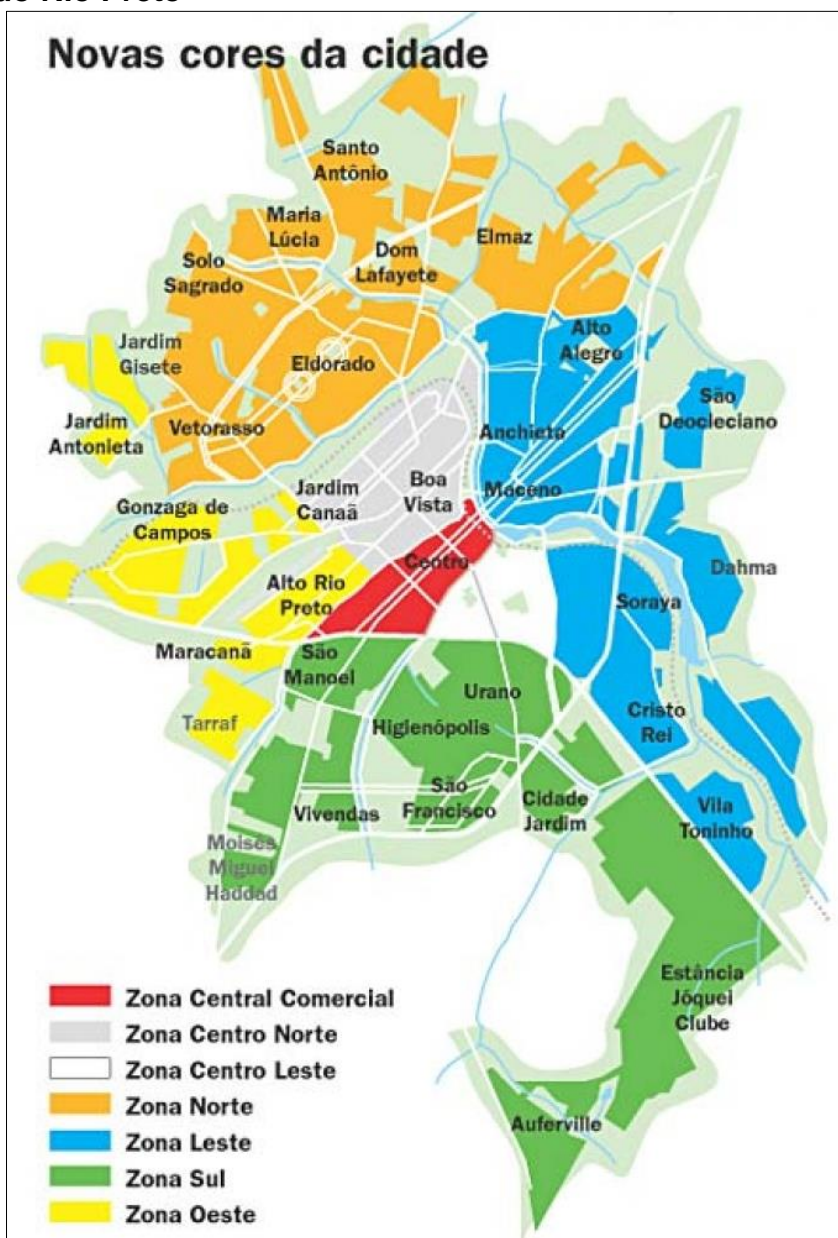 Novas cores da cidade
Santo
Antônio
Maria
Lúcia
Dom
Lafayete
Elmaz
Solo
Sagrado
Jardim
Gisete
Eldorado
Alto
Alegro
São
Deocleciano
Jardim
Antonieta
Vetorasso
Anchieta
Gonzaga de
Campos
Jardim
Canaã
Boa
Vista
Maceno
Centro
Alto Rio
Preto
Dahma
Soraya
Maracanã
São
Manoel
Urano
Tarraf
Higienópolis
Cristo
Rei
São
Francisco
Vivendas
Cidade
Jardim
Vila
Toninho
Moisés
Miguel
Haddad
Estância
Jóquei
Clube
Auferville
Zona Central Comercial
Zona Centro Norte
Zona Centro Leste
Zona Norte
Zona Leste
Zona Sul
Zona Oeste